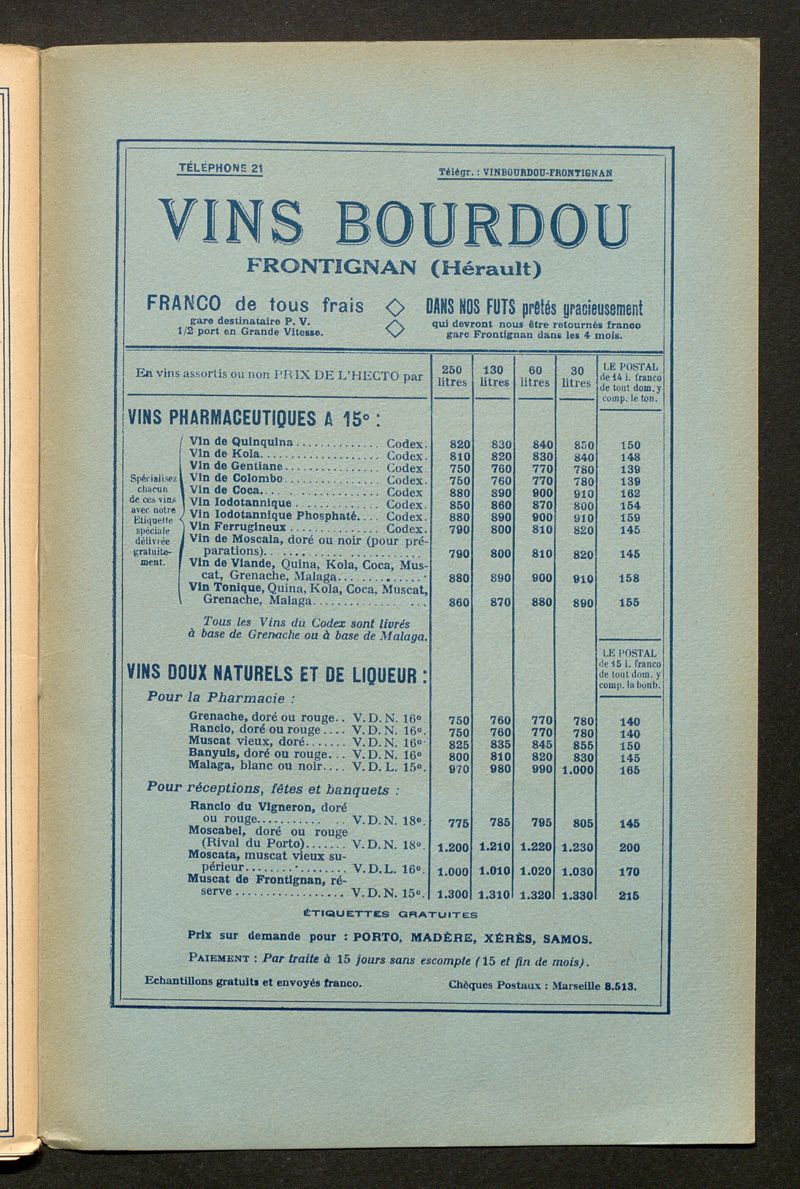 TÉLÉPHONE 21
Télégr. : VINBOURDOU-FRONTIGNAN
VINS BOURDOU
FRONTIGNAN (Hérault)
FRANCO de tous frais
gare destinataire P. V.
1/2 port en Grande Vitesse.
DANS NOS FUTS prêtés gracieusement
qui devront nous être retournés franco
gare Frontignan dans les 4 mois.
En vins assortis ou non PRIX DE L'HECTO par
250 litres
130 litres
60 litres
30 litres
LE POSTAL
de 14 l. franco
de tout dom. y
comp. le ton.
VINS PHARMACEUTIQUES A 15° :
Spécialisez
chacun
de ces vins
avec notre
Etiquette
spéciale
délivrée
gratuite-
ment.
Vin de Quinquina .............. Codex. 820 830 840 850 150
Vin de Kola .................... Codex. 810 820 830 840 148
Vin de Gentiane ................ Codex 750 760 770 780 139
Vin de Colombo ................ Codex. 750 760 770 780 139
Vin de Coca .................... Codex 880 890 900 910 162
Vin Iodotannique .............. Codex. 850 860 870 800 154
Vin Iodotannique Phosphaté.... Codex. 880 890 900 910 159
Vin Ferrugineux ............... Codex. 790 800 810 820 145
Vin de Moscala, doré ou noir (pour pré-
parations) ........................ 790 800 810 820 145
Vin de Viande, Quina, Kola, Coca, Mus-
cat, Grenache, Malaga .............. 880 890 900 910 158
Vin Tonique, Quina, Kola, Coca, Muscat,
Grenache, Malaga .................. 860 870 880 890 155
Tous les Vins du Codex sont livrés
à base de Grenache ou à base de Malaga.
LE POSTAL
de 15 l. franco
de tout dom. y
comp. la bonb.
VINS DOUX NATURELS ET DE LIQUEUR :
Pour la Pharmacie :
Grenache, doré ou rouge.. V. D. N. 16° 750 760 770 780 140
Rancio, doré ou rouge .... V. D. N. 16°. 750 760 770 780 140
Muscat vieux, doré....... V. D. N. 16° 825 835 845 855 150
Banyuls, doré ou rouge... V. D. N. 16° 800 810 820 830 145
Malaga, blanc ou noir.... V. D. L. 15°. 970 980 990 1.000 165
Pour réceptions, fêtes et banquets :
Rancio du Vigneron, doré
ou rouge.............. V. D. N. 18°. 775 785 795 805 145
Moscabel, doré ou rouge
(Rival du Porto)....... V. D. N. 18°. 1.200 1.210 1.220 1.230 200
Moscata, muscat vieux su-
périeur................ V. D. L. 16°. 1.000 1.010 1.020 1.030 170
Muscat de Frontignan, ré-
serve .................. V. D. N. 15°. 1.300 1.310 1.320 1.330 215
ÉTIQUETTES GRATUITES
Prix sur demande pour : PORTO, MADÈRE, XÉRÈS, SAMOS.
PAIEMENT : Par traite à 15 jours sans escompte (15 et fin de mois).
Echantillons gratuits et envoyés franco.
Chèques Postaux : Marseille 8.513.